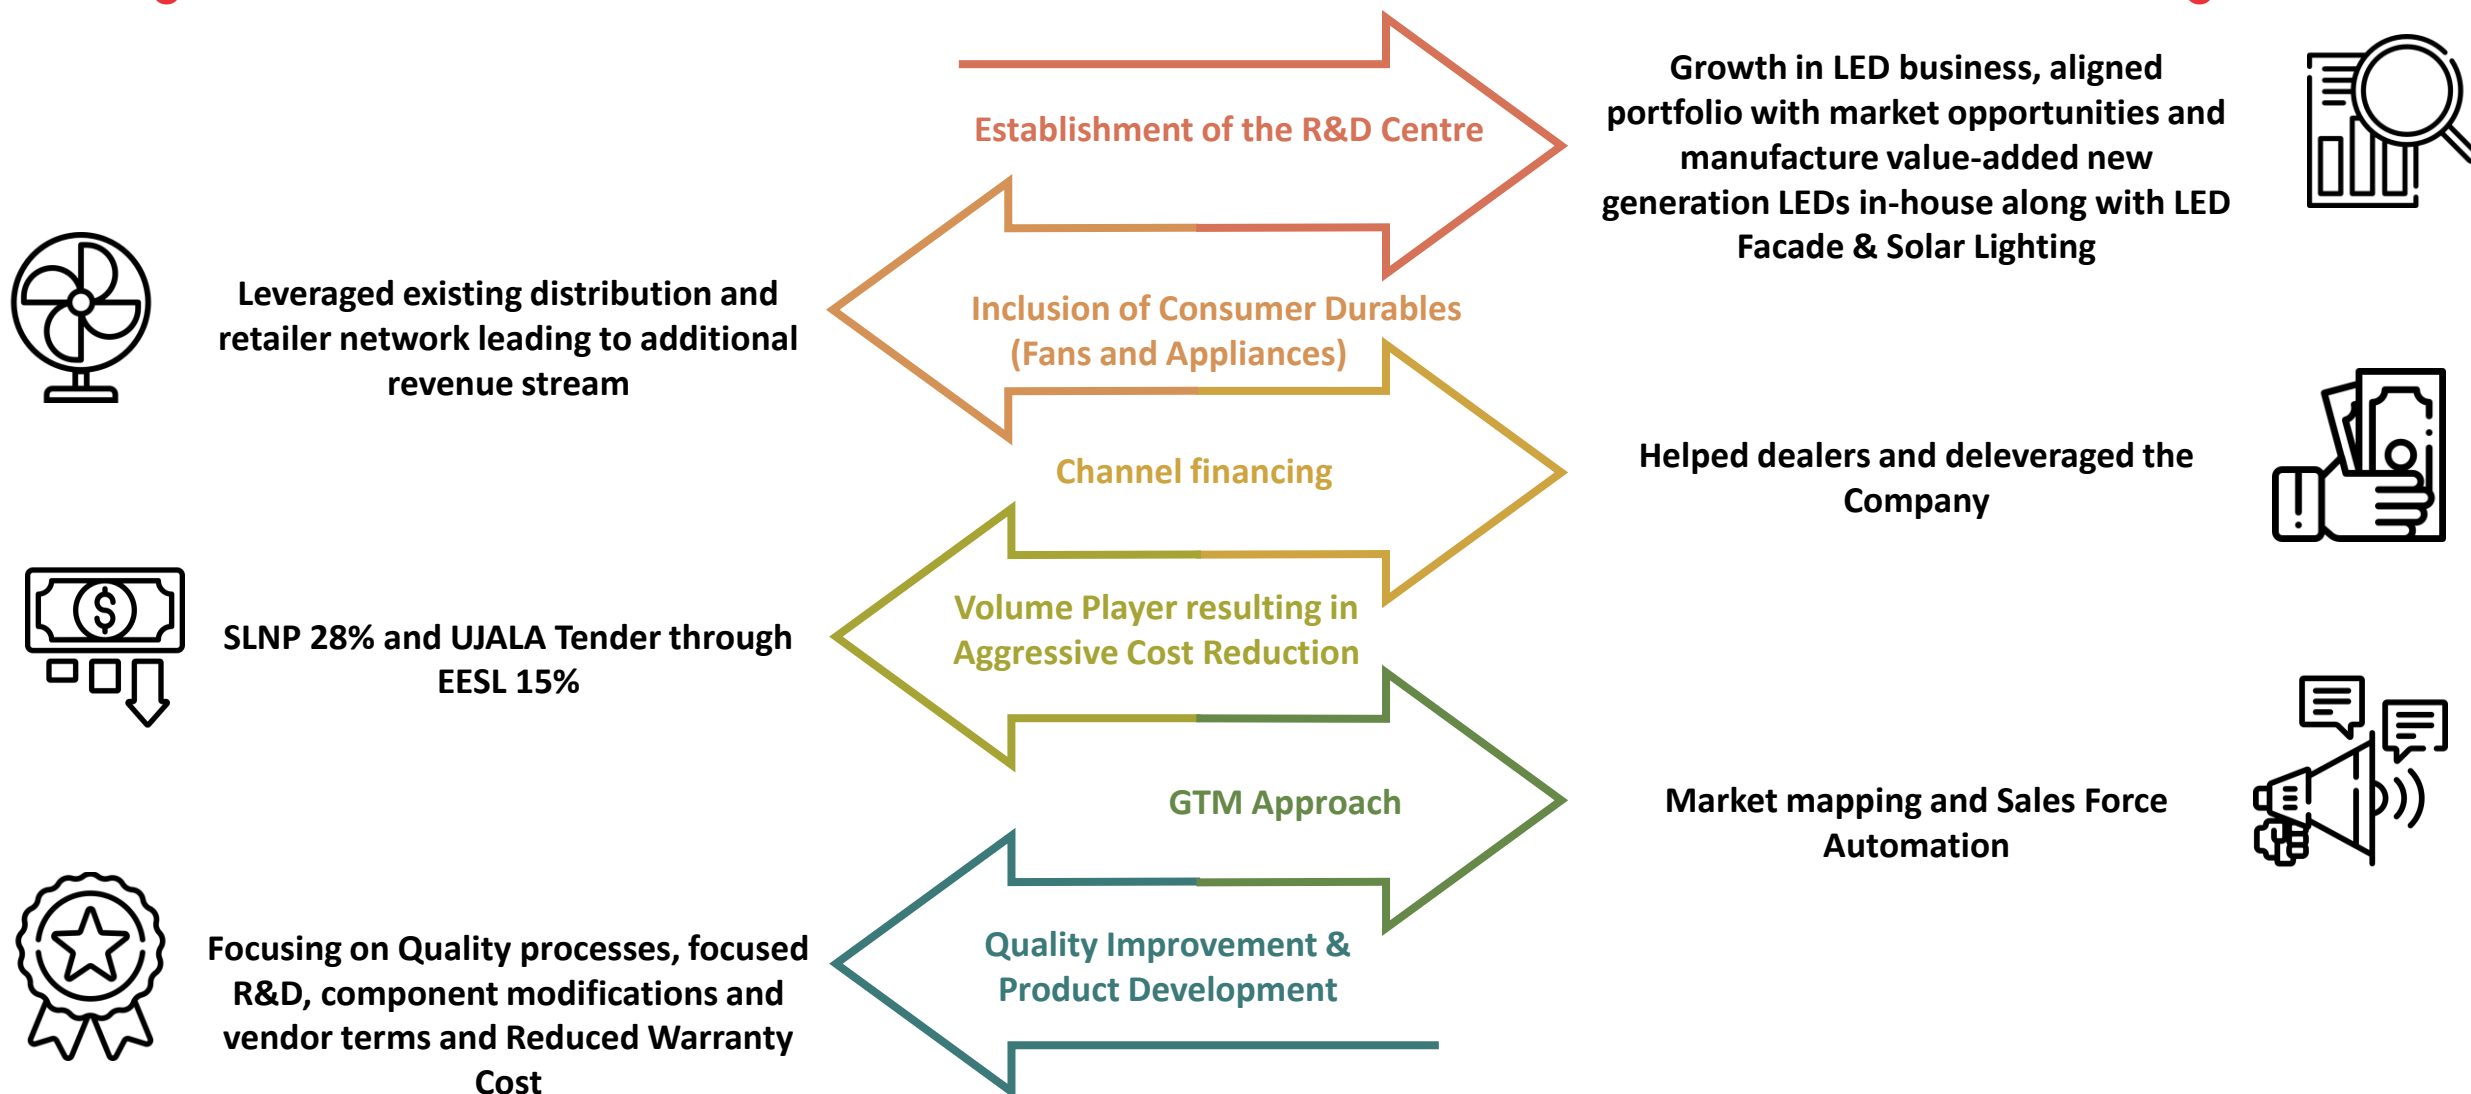 Establishment of the R&D Centre
Growth in LED business, aligned
portfolio with market opportunities and
manufacture value-added new
generation LEDs in-house along with LED
Facade & Solar Lighting
Leveraged existing distribution and
retailer network leading to additional
revenue stream
Inclusion of Consumer Durables
(Fans and Appliances)
Channel financing
Helped dealers and deleveraged the
Company
SLNP 28% and UJALA Tender through
EESL 15%
Volume Player resulting in
Aggressive Cost Reduction
GTM Approach
Market mapping and Sales Force
Automation
Focusing on Quality processes, focused
R&D, component modifications and
vendor terms and Reduced Warranty
Cost
Quality Improvement &
Product Development